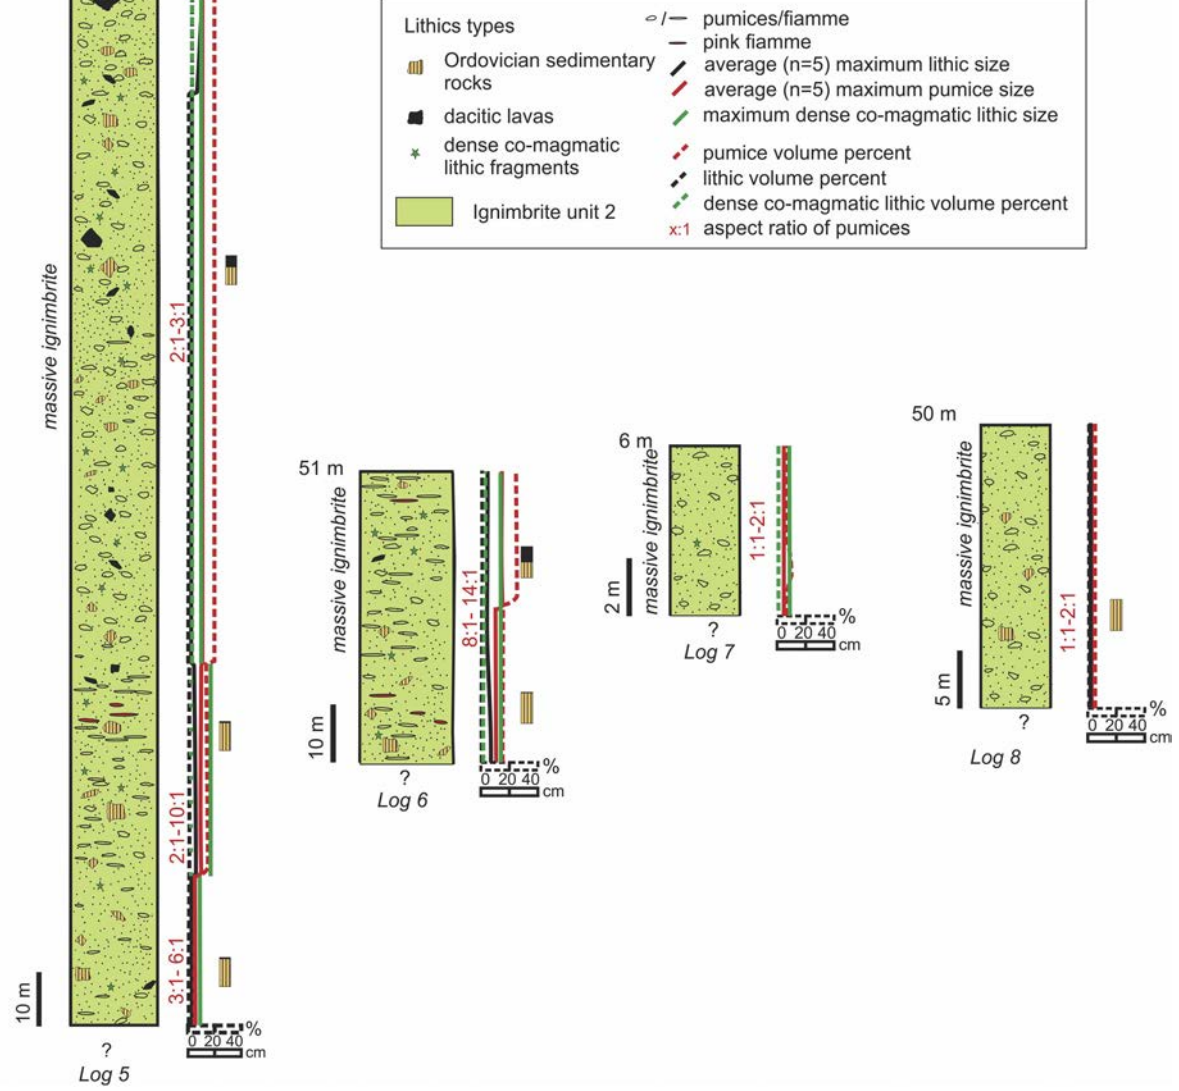 Lithics types
Ordovician sedimentary
rocks
dacitic lavas
dense co-magmatic
lithic fragments
Ignimbrite unit 2
/
pumices/fiamme
pink fiamme
average (n=5) maximum lithic size
average (n=5) maximum pumice size
maximum dense co-magmatic lithic size
pumice volume percent
lithic volume percent
dense co-magmatic lithic volume percent
x:1 aspect ratio of pumices
massive ignimbrite
2:1-3:1
2:1-10:1
3:1- 6:1
10 m
?
Log 5
%
0 20 40
cm
51 m
massive ignimbrite
8:1- 14:1
10 m
?
Log 6
%
0 20 40
cm
6 m
massive ignimbrite
1:1-2:1
2 m
?
Log 7
%
0 20 40
cm
50 m
massive ignimbrite
1:1-2:1
5 m
?
Log 8
%
0 20 40
cm